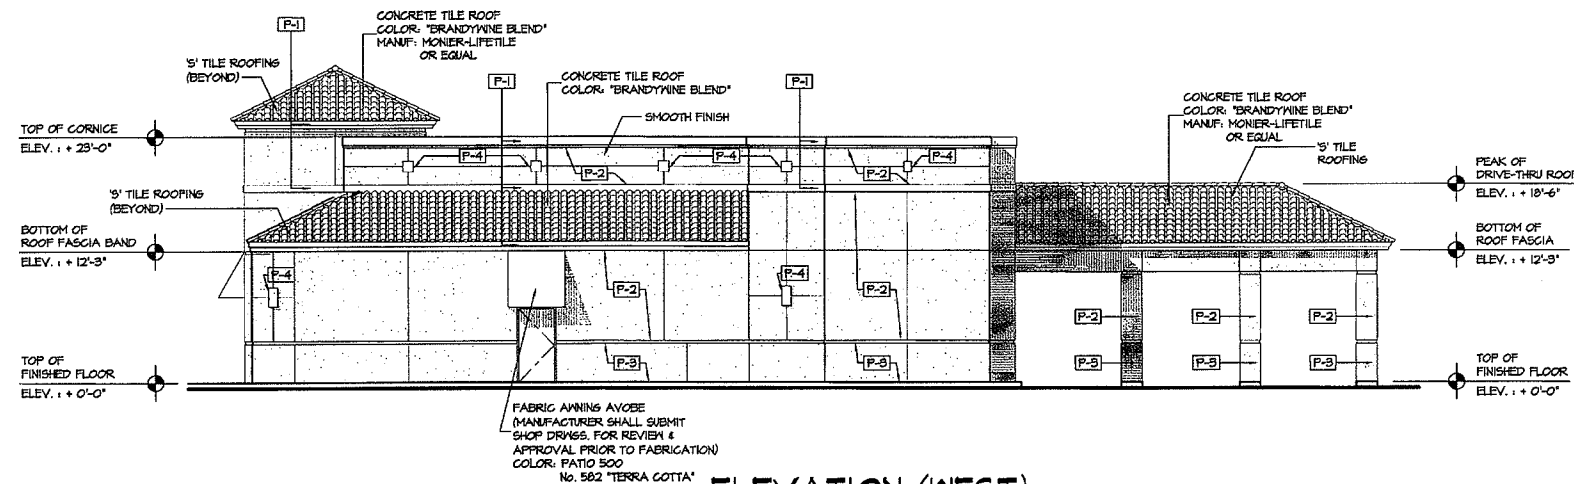 P-1
CONCRETE TILE ROOF
COLOR: "BRANDYWINE BLEND"
MANUF: MONIER-LIFETILE
OR EQUAL
'S' TILE ROOFING
(BEYOND)
P-1
CONCRETE TILE ROOF
COLOR: "BRANDYWINE BLEND"
P-1
SMOOTH FINISH
CONCRETE TILE ROOF
COLOR: "BRANDYWINE BLEND"
MANUF: MONIER-LIFETILE
OR EQUAL
'S' TILE
ROOFING
TOP OF CORNICE
ELEV. : + 23'-0"
P-4
P-4
P-4
P-2
P-2
PEAK OF
DRIVE-THRU ROOF
ELEV. : + 18'-6"
'S' TILE ROOFING
(BEYOND)
BOTTOM OF
ROOF FASCIA BAND
ELEV. : + 12'-3"
BOTTOM OF
ROOF FASCIA
ELEV. : + 12'-3"
P-4
P-4
P-2
P-2
P-2
P-2
P-2
P-3
P-3
P-3
P-3
P-3
TOP OF
FINISHED FLOOR
ELEV. : + 0'-0"
TOP OF
FINISHED FLOOR
ELEV. : + 0'-0"
FABRIC AWNING AVOBE
(MANUFACTURER SHALL SUBMIT
SHOP DRWGS. FOR REVIEW &
APPROVAL PRIOR TO FABRICATION)
COLOR: PATIO 500
No. 582 "TERRA COTTA"
ELEVATION (WEST)